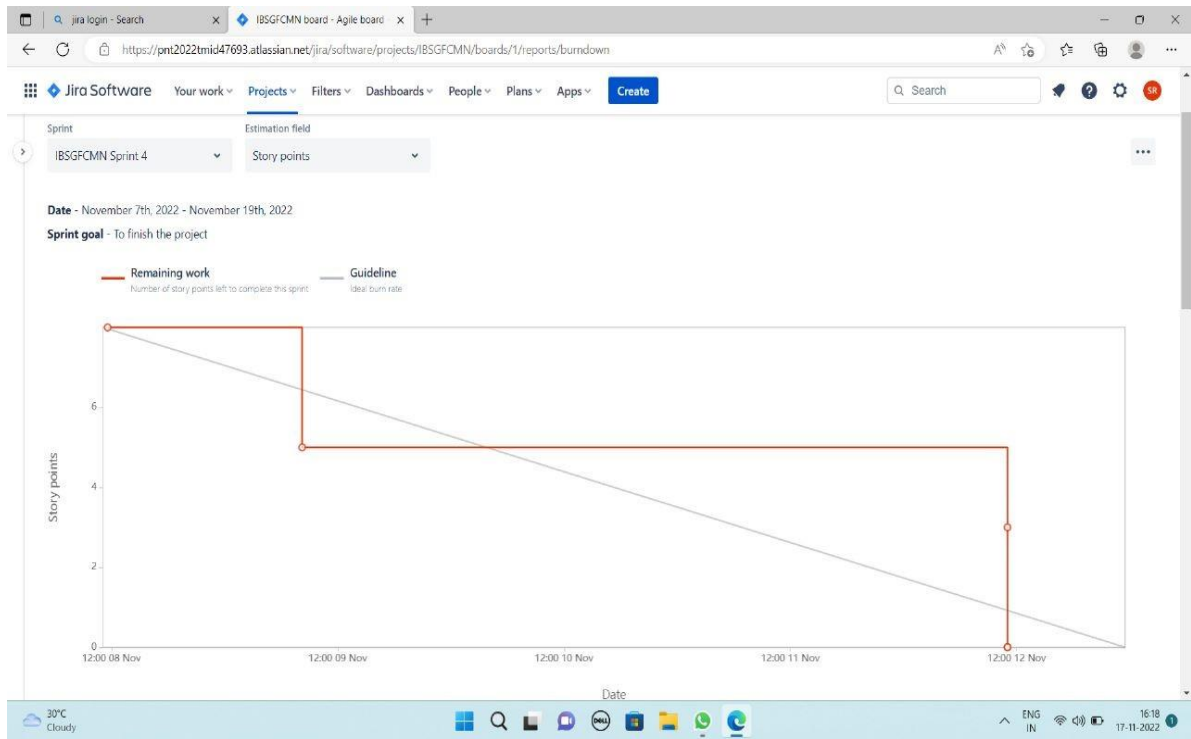 jira login - Search
IBSGFCMN board - Agile board
https://pnt2022tmid47693.atlassian.net/jira/software/projects/IBSGFCMN/boards/1/reports/burndown
Jira Software Your work Projects Filters Dashboards People Plans Apps Create Search SR
Sprint Estimation field
IBSGFCMN Sprint 4 Story points
Date - November 7th, 2022 - November 19th, 2022
Sprint goal - To finish the project
Remaining work Guideline
Number of story points left to complete this sprint Ideal burn rate
6
4
2
0
Story points
12:00 08 Nov 12:00 09 Nov 12:00 10 Nov 12:00 11 Nov 12:00 12 Nov
Date
30°C
Cloudy
DELL
ENG
IN
16:18
17-11-2022
1